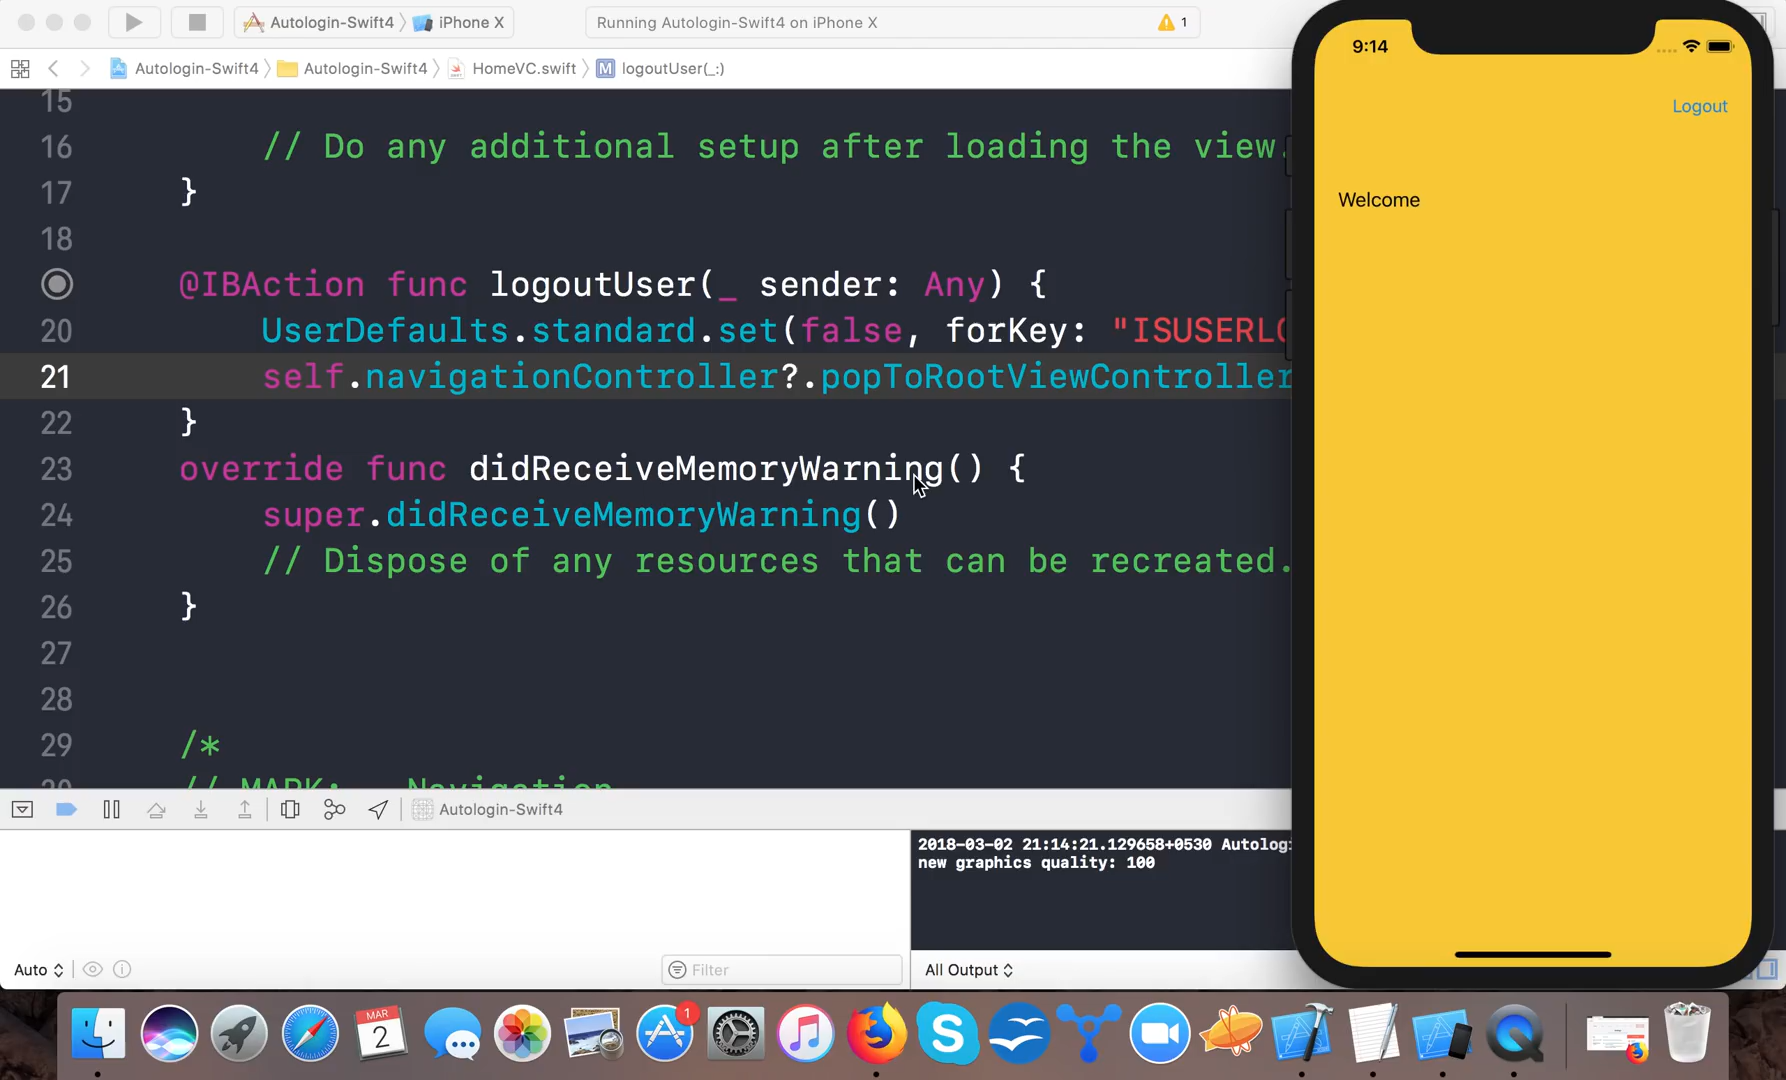 Autologin-Swift4 iPhone X
Running Autologin-Swift4 on iPhone X
1
Autologin-Swift4 Autologin-Swift4 HomeVC.swift M logoutUser(_:)
15
16 // Do any additional setup after loading the view.
17 }
18
@IBAction func logoutUser(_ sender: Any) {
20 UserDefaults.standard.set(false, forKey: "ISUSERLO
21 self.navigationController?.popToRootViewController
22 }
23 override func didReceiveMemoryWarning() {
24 super.didReceiveMemoryWarning()
25 // Dispose of any resources that can be recreated.
26 }
27
28
29 /*
// MARK: - Navigation
Autologin-Swift4
2018-03-02 21:14:21.129658+0530 Autologi
new graphics quality: 100
Auto
Filter
All Output
9:14
Logout
Welcome
MAR
2
1